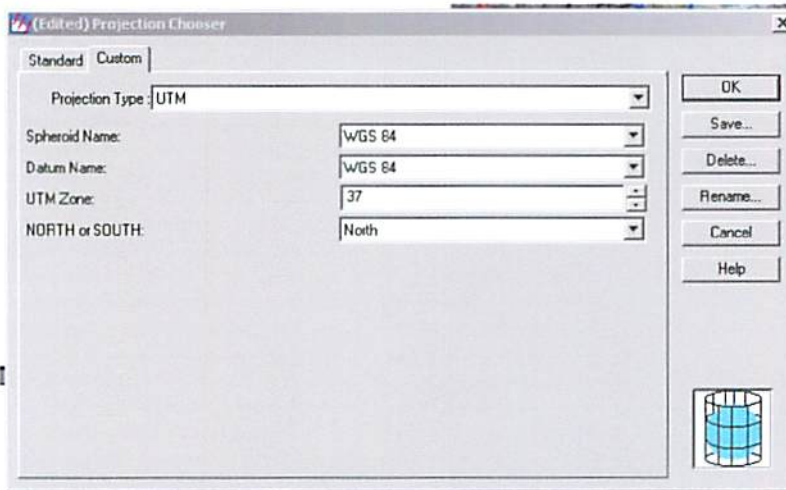 (Edited) Projection Chooser
Standard Custom
Projection Type : UTM
Spheroid Name: WGS 84
Datum Name: WGS 84
UTM Zone: 37
NORTH or SOUTH: North
OK
Save...
Delete...
Rename...
Cancel
Help